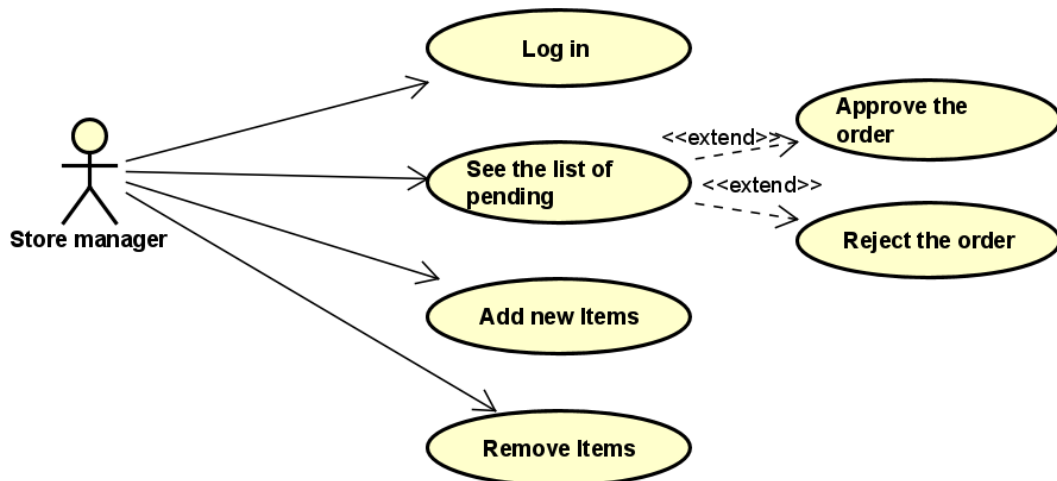 Log in
Approve the
order
<<extend>>
See the list of
pending
<<extend>>
Store manager
Reject the order
Add new Items
Remove Items